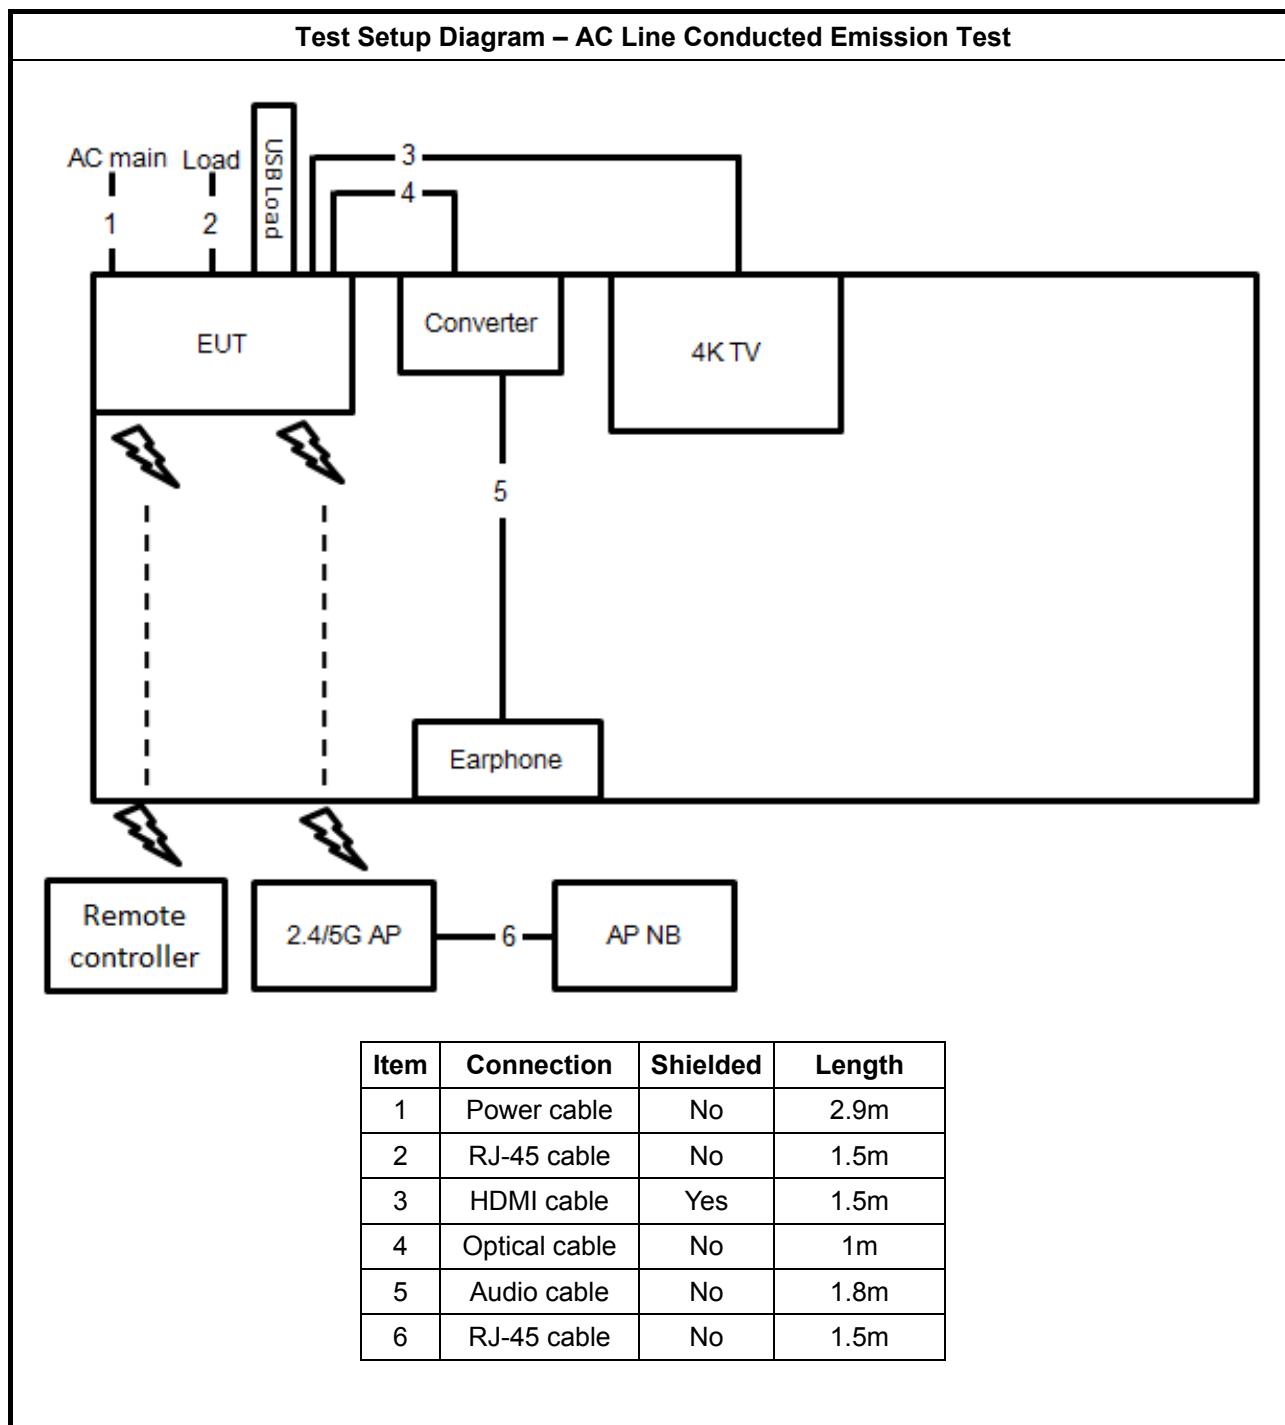 Test Setup Diagram – AC Line Conducted Emission Test
AC main
Load
USB Load
3
4
1
2
EUT
Converter
4K TV
5
Earphone
Remote
controller
2.4/5G AP
6
AP NB
Item Connection Shielded Length
1 Power cable No 2.9m
2 RJ-45 cable No 1.5m
3 HDMI cable Yes 1.5m
4 Optical cable No 1m
5 Audio cable No 1.8m
6 RJ-45 cable No 1.5m